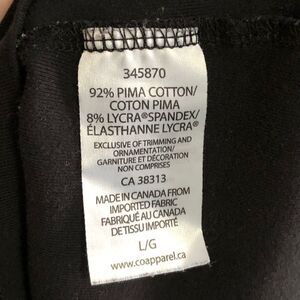 345870
92% PIMA COTTON/
COTON PIMA
8% LYCRA®SPANDEX/
ÉLASTHANNE LYCRA®
EXCLUSIVE OF TRIMMING AND
ORNAMENTATION/
GARNITURE ET DÉCORATION
NON COMPRISES
CA 38313
MADE IN CANADA FROM
IMPORTED FABRIC
FABRIQUÉ AU CANADA
DE TISSU IMPORTÉ
L/G
www.coapparel.ca